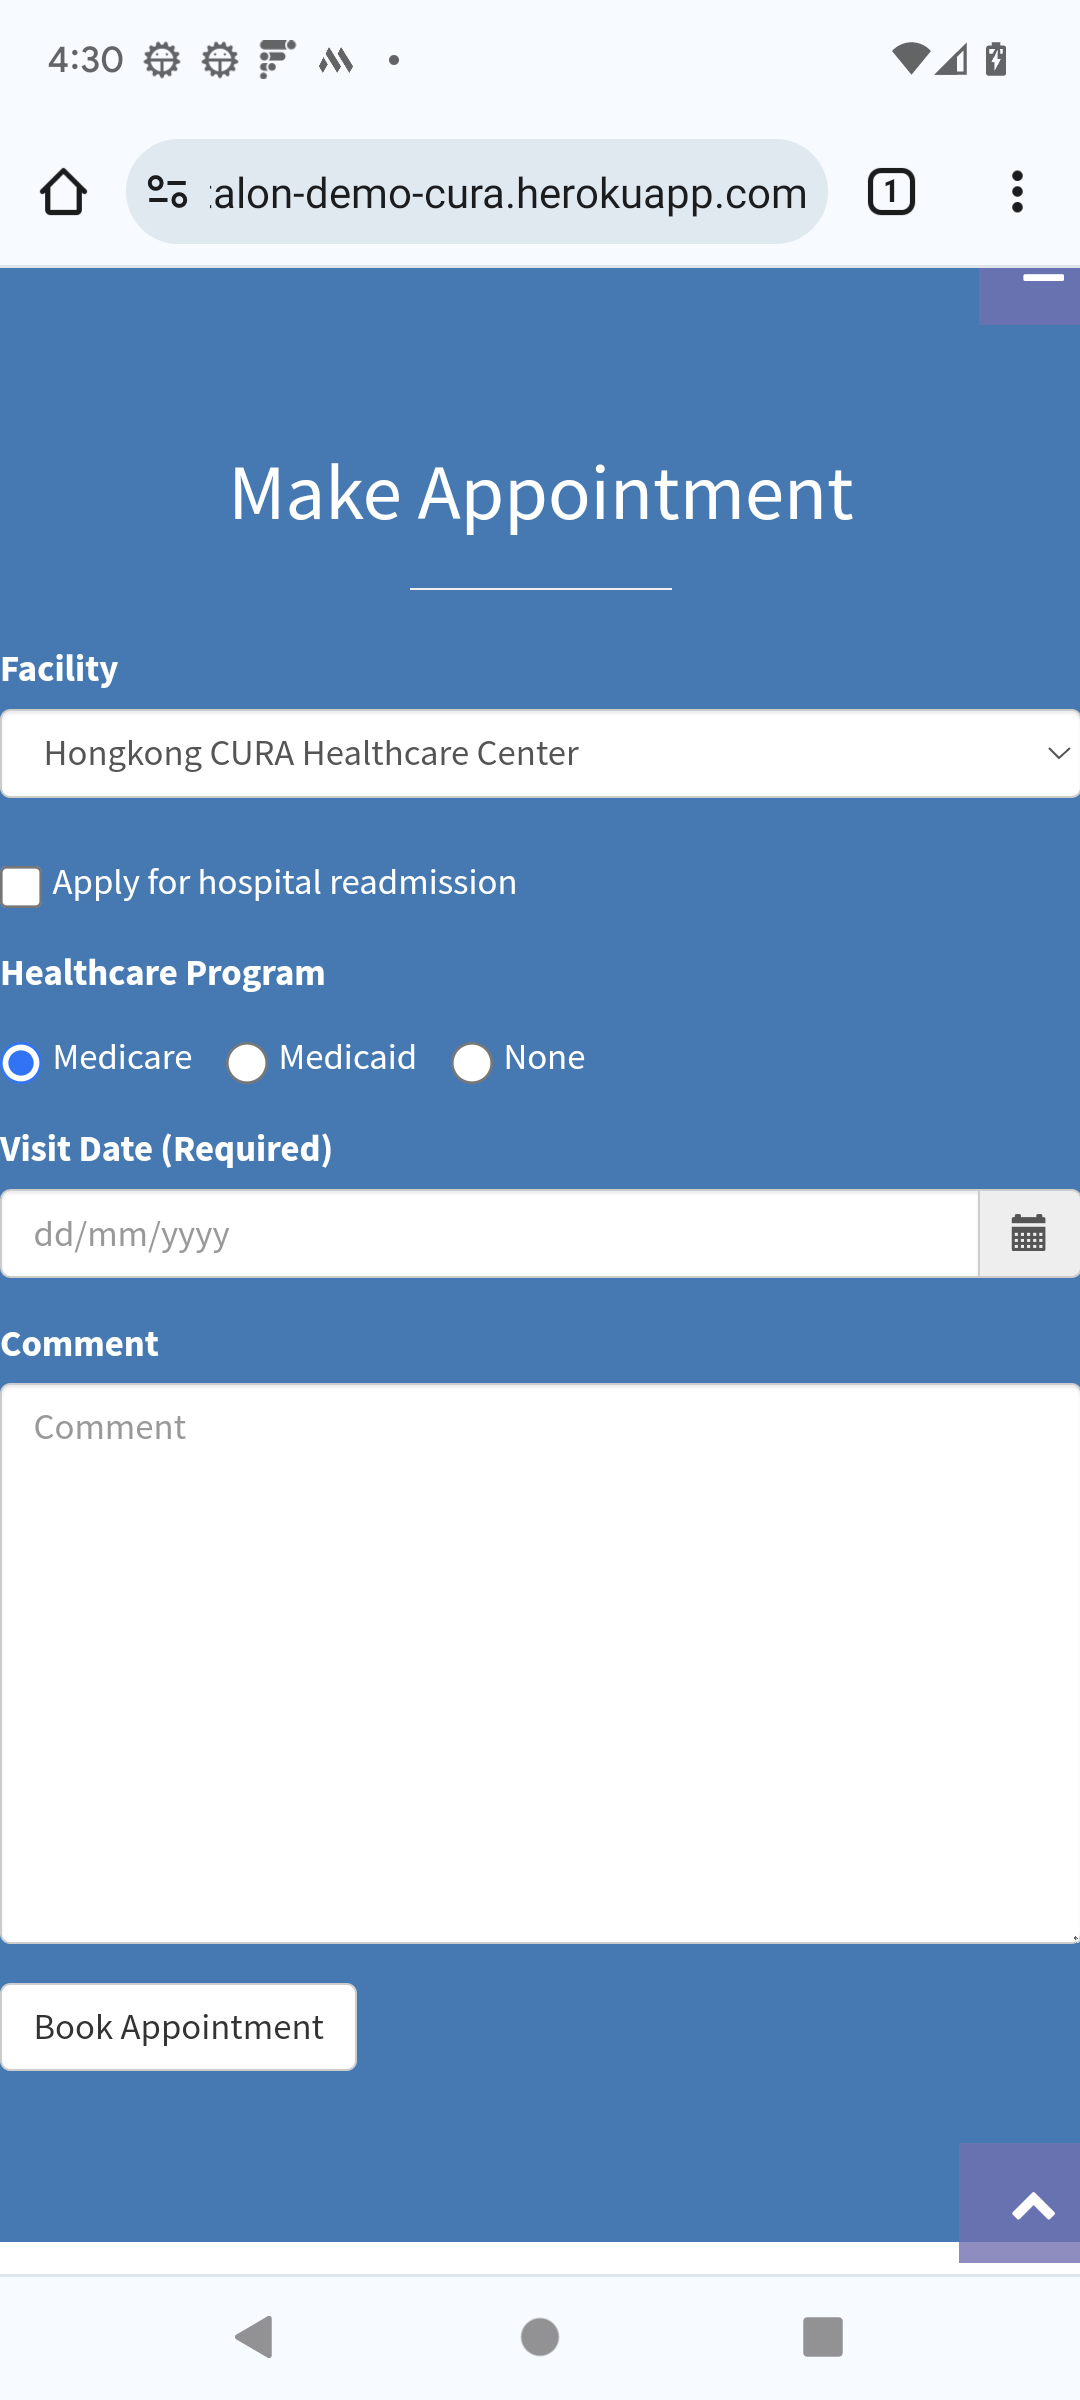 4:30
alon-demo-cura.herokuapp.com
1
Make Appointment
Facility
Hongkong CURA Healthcare Center
Apply for hospital readmission
Healthcare Program
Medicare Medicaid None
Visit Date (Required)
dd/mm/yyyy
Comment
Comment
Book Appointment